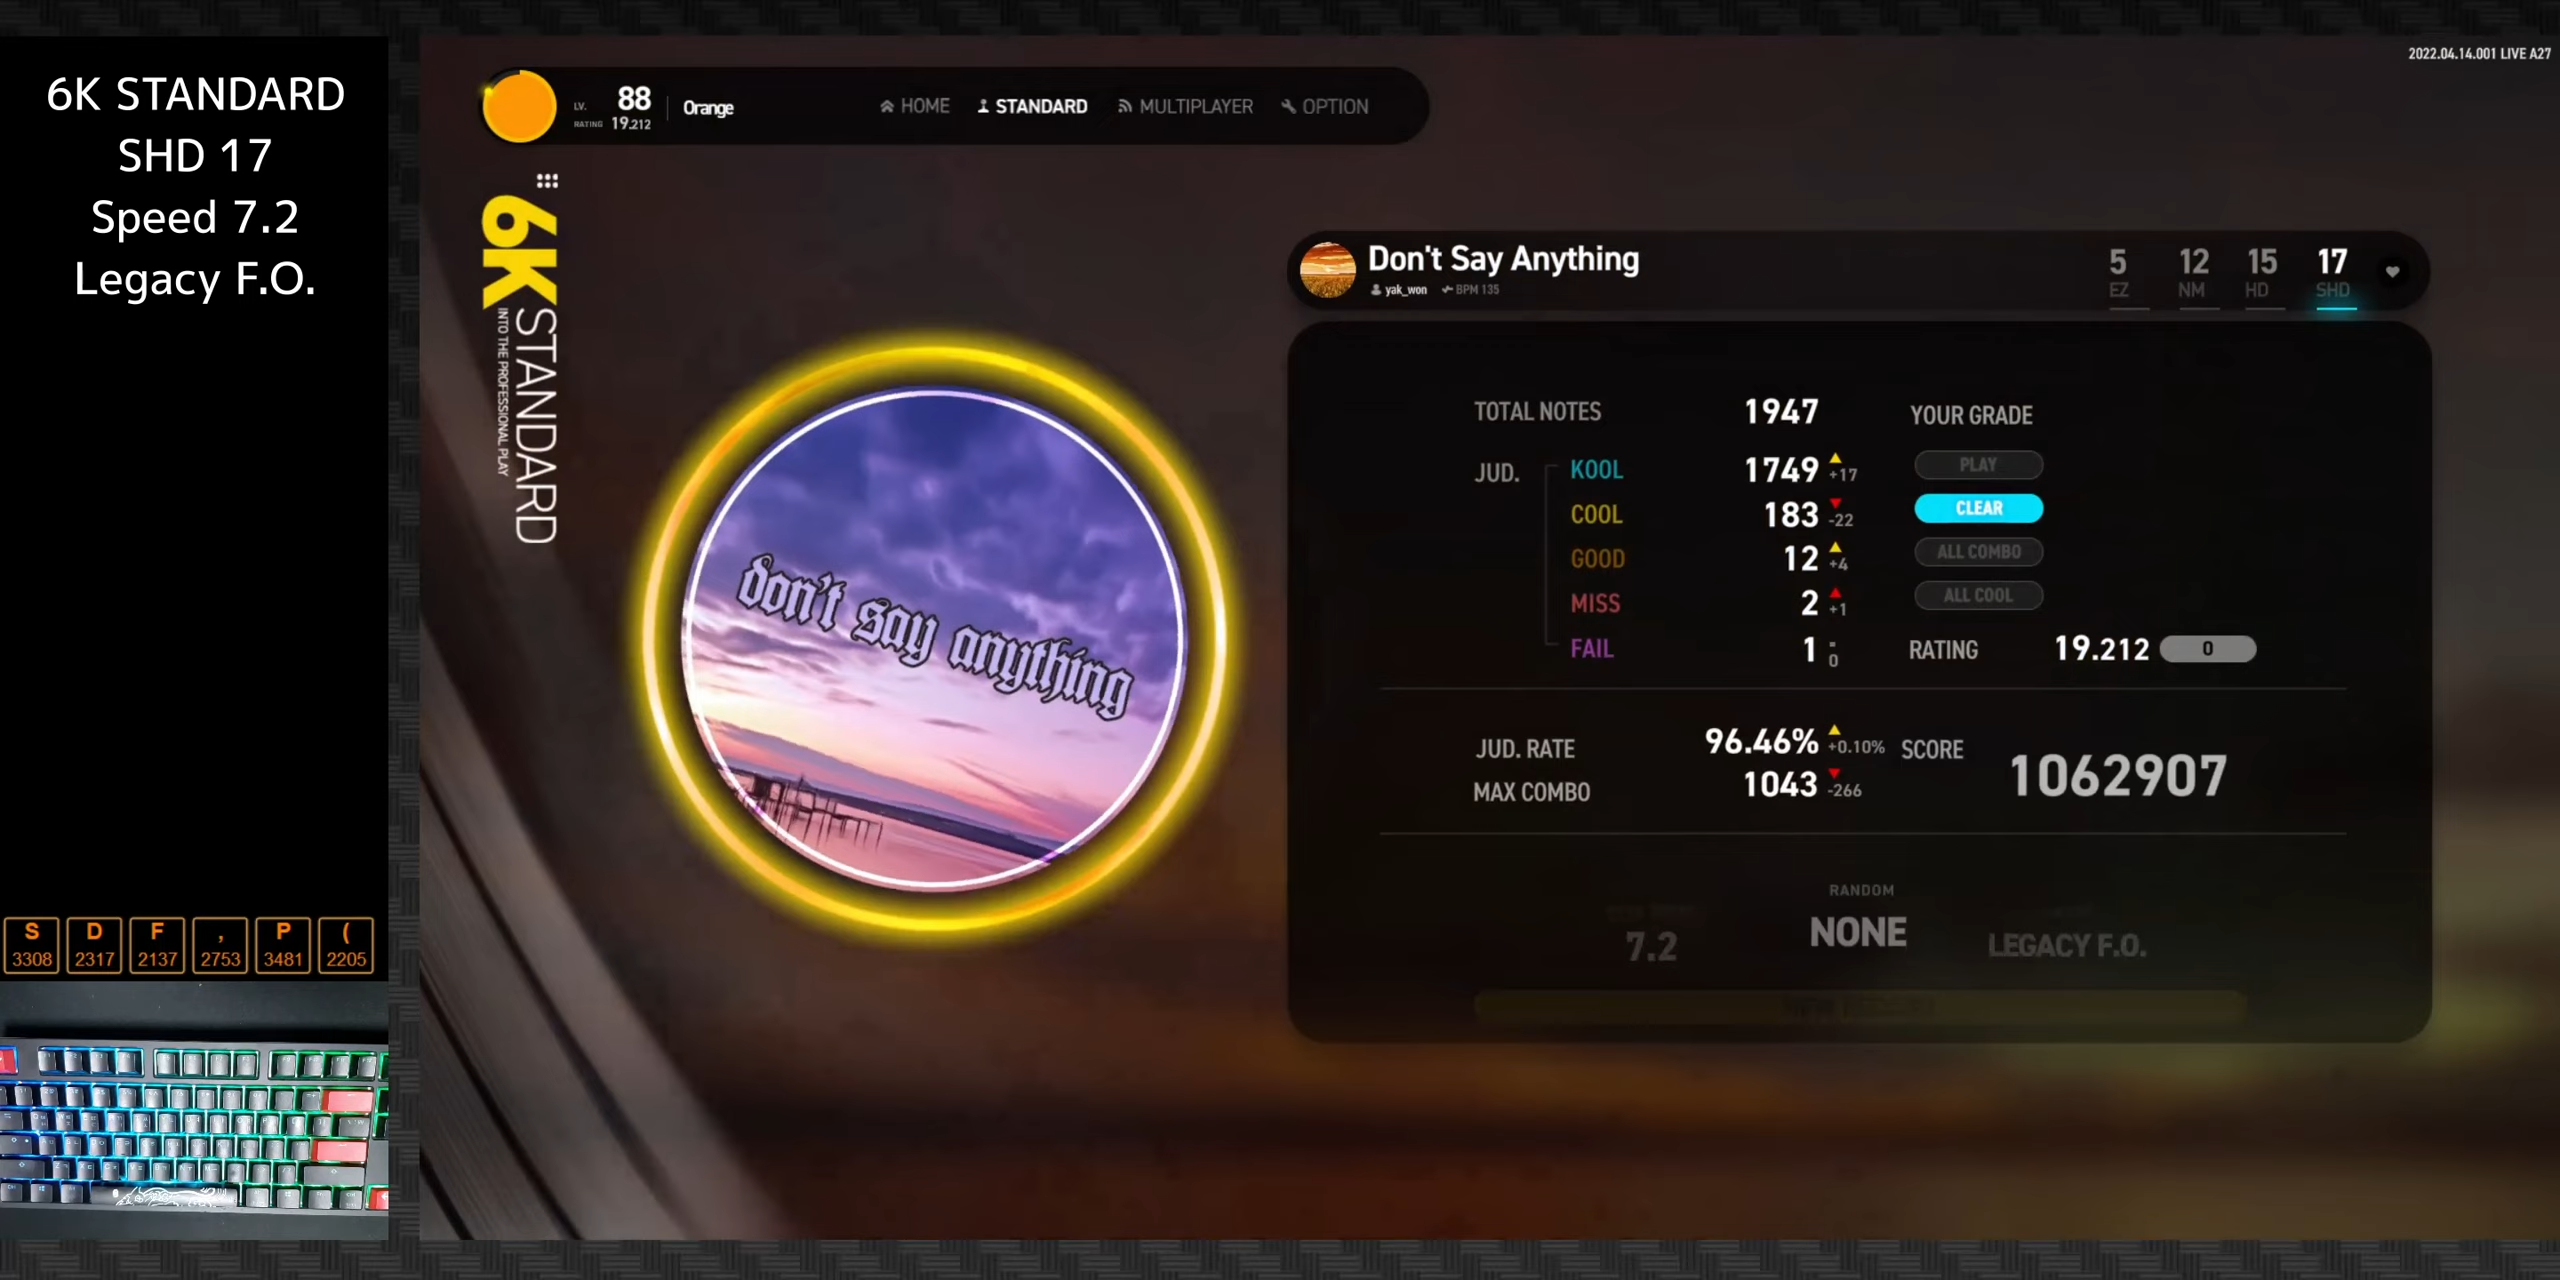 6K STANDARD
SHD 17
Speed 7.2
Legacy F.O.
S D F , P (
3308 2317 2137 2753 3481 2205
2022.04.14.001 LIVE A27
LV. 88
RATING 19.212
Orange
HOME STANDARD MULTIPLAYER OPTION
6K STANDARD
INTO THE PROFESSIONAL PLAY
don't say anything
Don't Say Anything
yak_won BPM 135
5 12 15 17
EZ NM HD SHD
TOTAL NOTES 1947
JUD.
KOOL 1749 +17
COOL 183 -22
GOOD 12 +4
MISS 2 +1
FAIL 1 0
YOUR GRADE
PLAY
CLEAR
ALL COMBO
ALL COOL
RATING 19.212 0
JUD. RATE 96.46% +0.10%
MAX COMBO 1043 -266
SCORE 1062907
RANDOM
7.2 NONE LEGACY F.O.